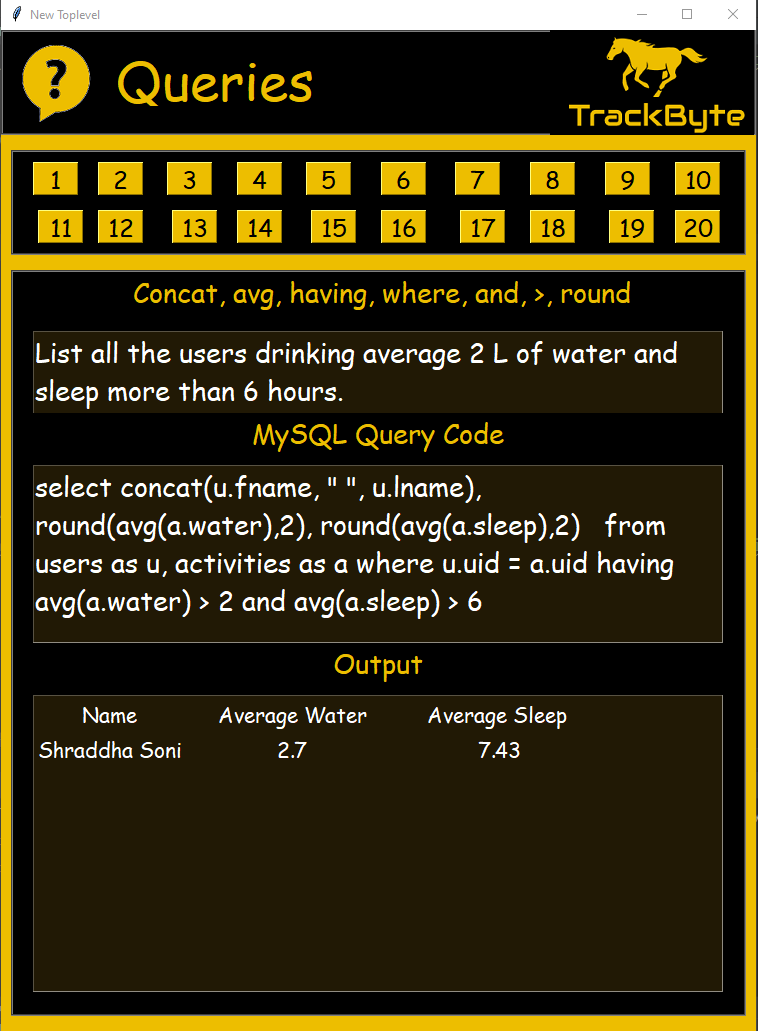 New Toplevel
? Queries
TrackByte
1 2 3 4 5 6 7 8 9 10
11 12 13 14 15 16 17 18 19 20
Concat, avg, having, where, and, >, round
List all the users drinking average 2 L of water and
sleep more than 6 hours.
MySQL Query Code
select concat(u.fname, " ", u.lname),
round(avg(a.water),2), round(avg(a.sleep),2)   from
users as u, activities as a where u.uid = a.uid having
avg(a.water) > 2 and avg(a.sleep) > 6
Output
Name Average Water Average Sleep
Shraddha Soni 2.7 7.43